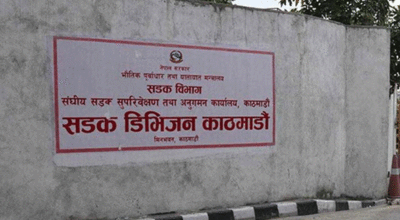 नेपाल सरकार
भौतिक पूर्वाधार तथा यातायात मन्त्रालय
सडक विभाग
संघीय सडक सुपरिवेक्षण तथा अनुगमन कार्यालय, काठमाडौं
सडक डिभिजन काठमाडौं
मिनभवन, काठमाडौं